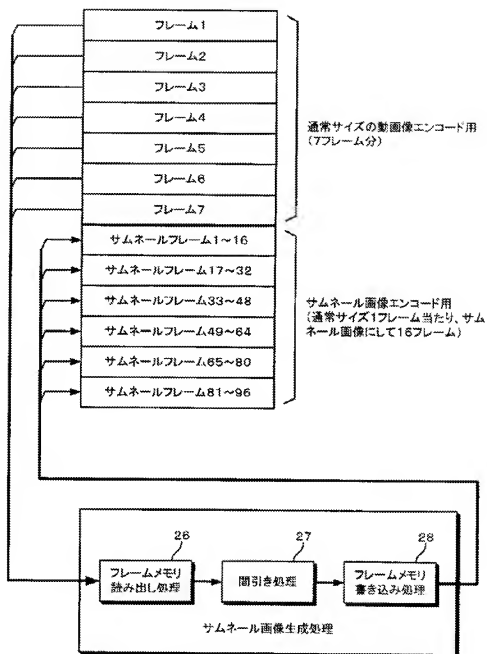 フレーム1
フレーム2
フレーム3
フレーム4
フレーム5
フレーム6
フレーム7
通常サイズの動画像エンコード用
(7フレーム分)
サムネールフレーム1~16
サムネールフレーム17~32
サムネールフレーム33~48
サムネールフレーム49~64
サムネールフレーム65~80
サムネールフレーム81~96
サムネール画像エンコード用
(通常サイズ1フレーム当たり、サム
ネール画像にして16フレーム)
26
27
28
フレームメモリ
読み出し処理
間引き処理
フレームメモリ
書き込み処理
サムネール画像生成処理